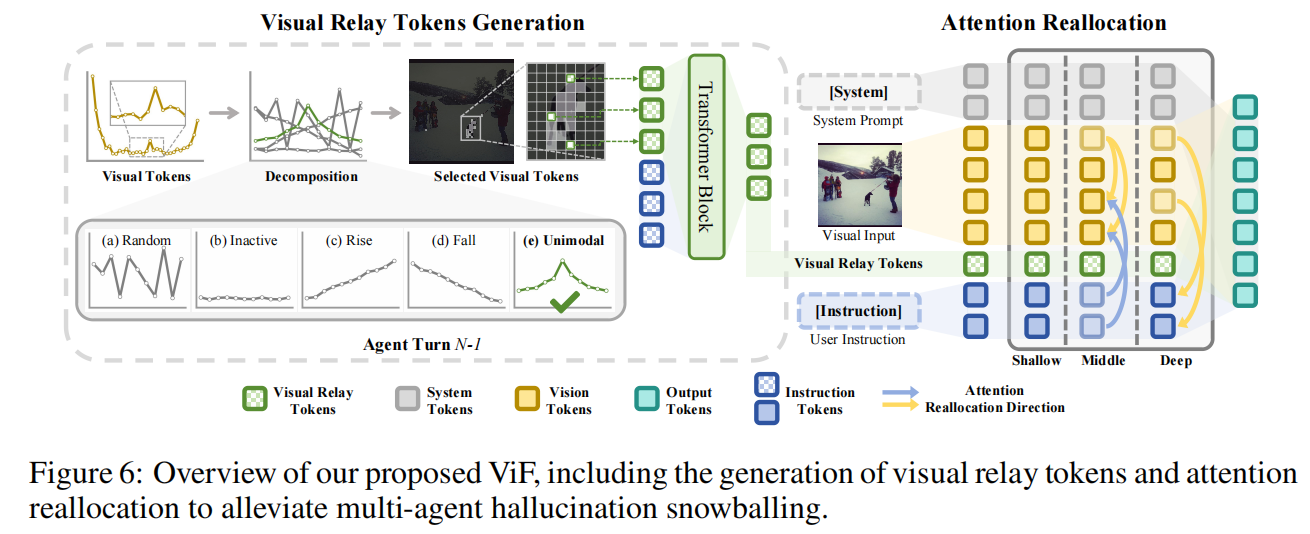 Visual Relay Tokens Generation
Attention Reallocation
Visual Tokens
Decomposition
Selected Visual Tokens
Transformer Block
(a) Random
(b) Inactive
(c) Rise
(d) Fall
(e) Unimodal
Agent Turn N-1
[System]
System Prompt
Visual Input
Visual Relay Tokens
[Instruction]
User Instruction
Shallow
Middle
Deep
Visual Relay
Tokens
System
Tokens
Vision
Tokens
Output
Tokens
Instruction
Tokens
Attention
Reallocation Direction
Figure 6: Overview of our proposed ViF, including the generation of visual relay tokens and attention
reallocation to alleviate multi-agent hallucination snowballing.